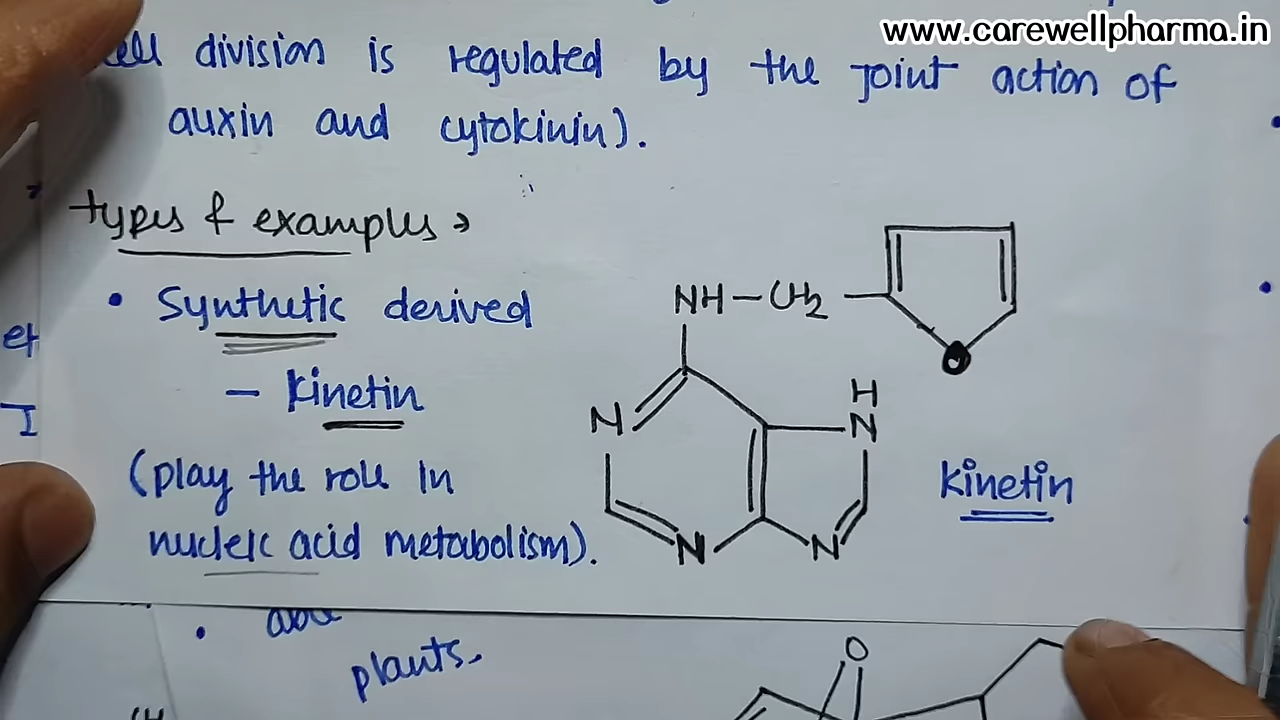 www.carewellpharma.in
cell division is regulated by the joint action of
auxin and cytokinin).
types & examples →
• Synthetic derived
NH – CH2
– Kinetin
N
H
N
(play the role in
Kinetin
nucleic acid metabolism).
N
N
•
plants.
O